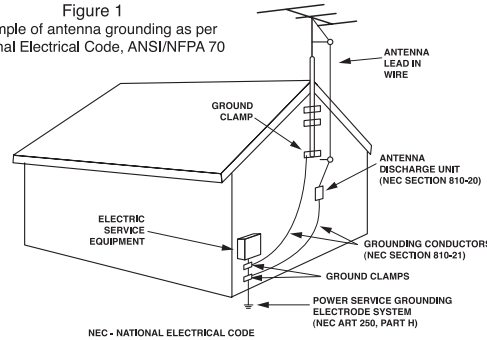 Figure 1
mple of antenna grounding as per
nal Electrical Code, ANSI/NFPA 70
ANTENNA
LEAD IN
WIRE
GROUND
CLAMP
ANTENNA
DISCHARGE UNIT
(NEC SECTION 810-20)
ELECTRIC
SERVICE
EQUIPMENT
GROUNDING CONDUCTORS
(NEC SECTION 810-21)
GROUND CLAMPS
POWER SERVICE GROUNDING
ELECTRODE SYSTEM
(NEC ART 250, PART H)
NEC - NATIONAL ELECTRICAL CODE